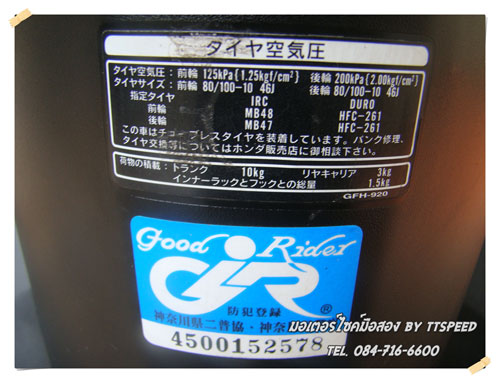 タイヤ空気圧
タイヤ空気圧: 前輪 125kPa{1.25kgf/cm²} 後輪 200kPa{2.00kgf/cm²}
タイヤサイズ: 前輪 80/100-10 46J 後輪 80/100-10 46J
指定タイヤ IRC DURO
前輪 MB48 HFC-261
後輪 MB47 HFC-261
この車はチューブレスタイヤを装着しています。パンク修理、
タイヤ交換等についてはホンダ販売店に御相談下さい。
荷物の積載: トランク 10kg リヤキャリア 3kg
インナーラックとフックとの総量 1.5kg
GFH-920
Good Rider
GR ®
防犯登録
神奈川県二普協・神奈
4500152578
มอเตอร์ไซค์มือสอง BY TTSPEED
TEL. 084-716-6600